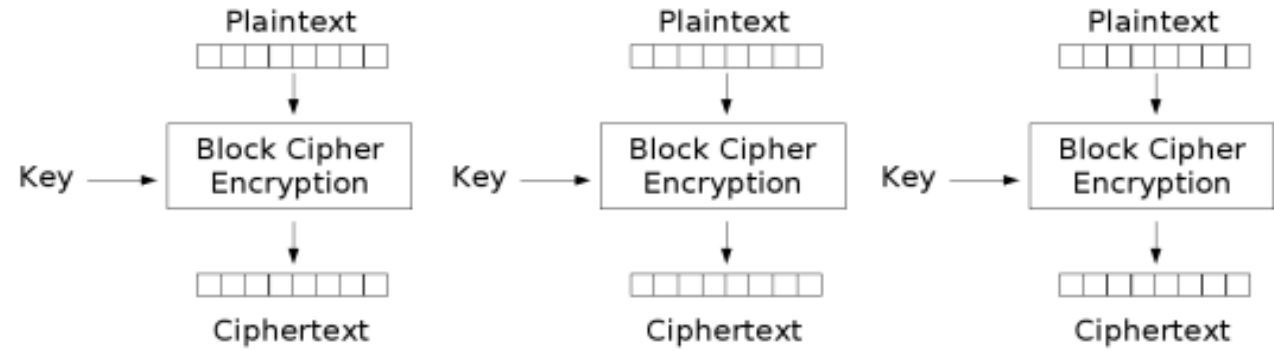 Plaintext
Plaintext
Plaintext
Key
Block Cipher
Encryption
Key
Block Cipher
Encryption
Key
Block Cipher
Encryption
Ciphertext
Ciphertext
Ciphertext